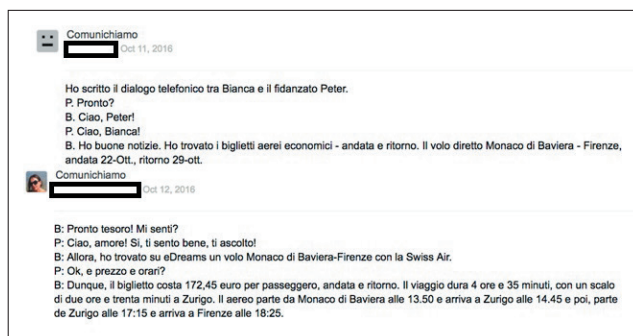 Comunichiamo
Oct 11, 2016
Ho scritto il dialogo telefonico tra Bianca e il fidanzato Peter.
P. Pronto?
B. Ciao, Peter!
P. Ciao, Bianca!
B. Ho buone notizie. Ho trovato i biglietti aerei economici - andata e ritorno. Il volo diretto Monaco di Baviera - Firenze,
andata 22-Ott., ritorno 29-ott.
Comunichiamo
Oct 12, 2016
B: Pronto tesoro! Mi senti?
P: Ciao, amore! Si, ti sento bene, ti ascolto!
B: Allora, ho trovato su eDreams un volo Monaco di Baviera-Firenze con la Swiss Air.
P: Ok, e prezzo e orari?
B: Dunque, il biglietto costa 172,45 euro per passeggero, andata e ritorno. Il viaggio dura 4 ore e 35 minuti, con un scalo
di due ore e trenta minuti a Zurigo. Il aereo parte da Monaco di Baviera alle 13.50 e arriva a Zurigo alle 14.45 e poi, parte
de Zurigo alle 17:15 e arriva a Firenze alle 18:25.